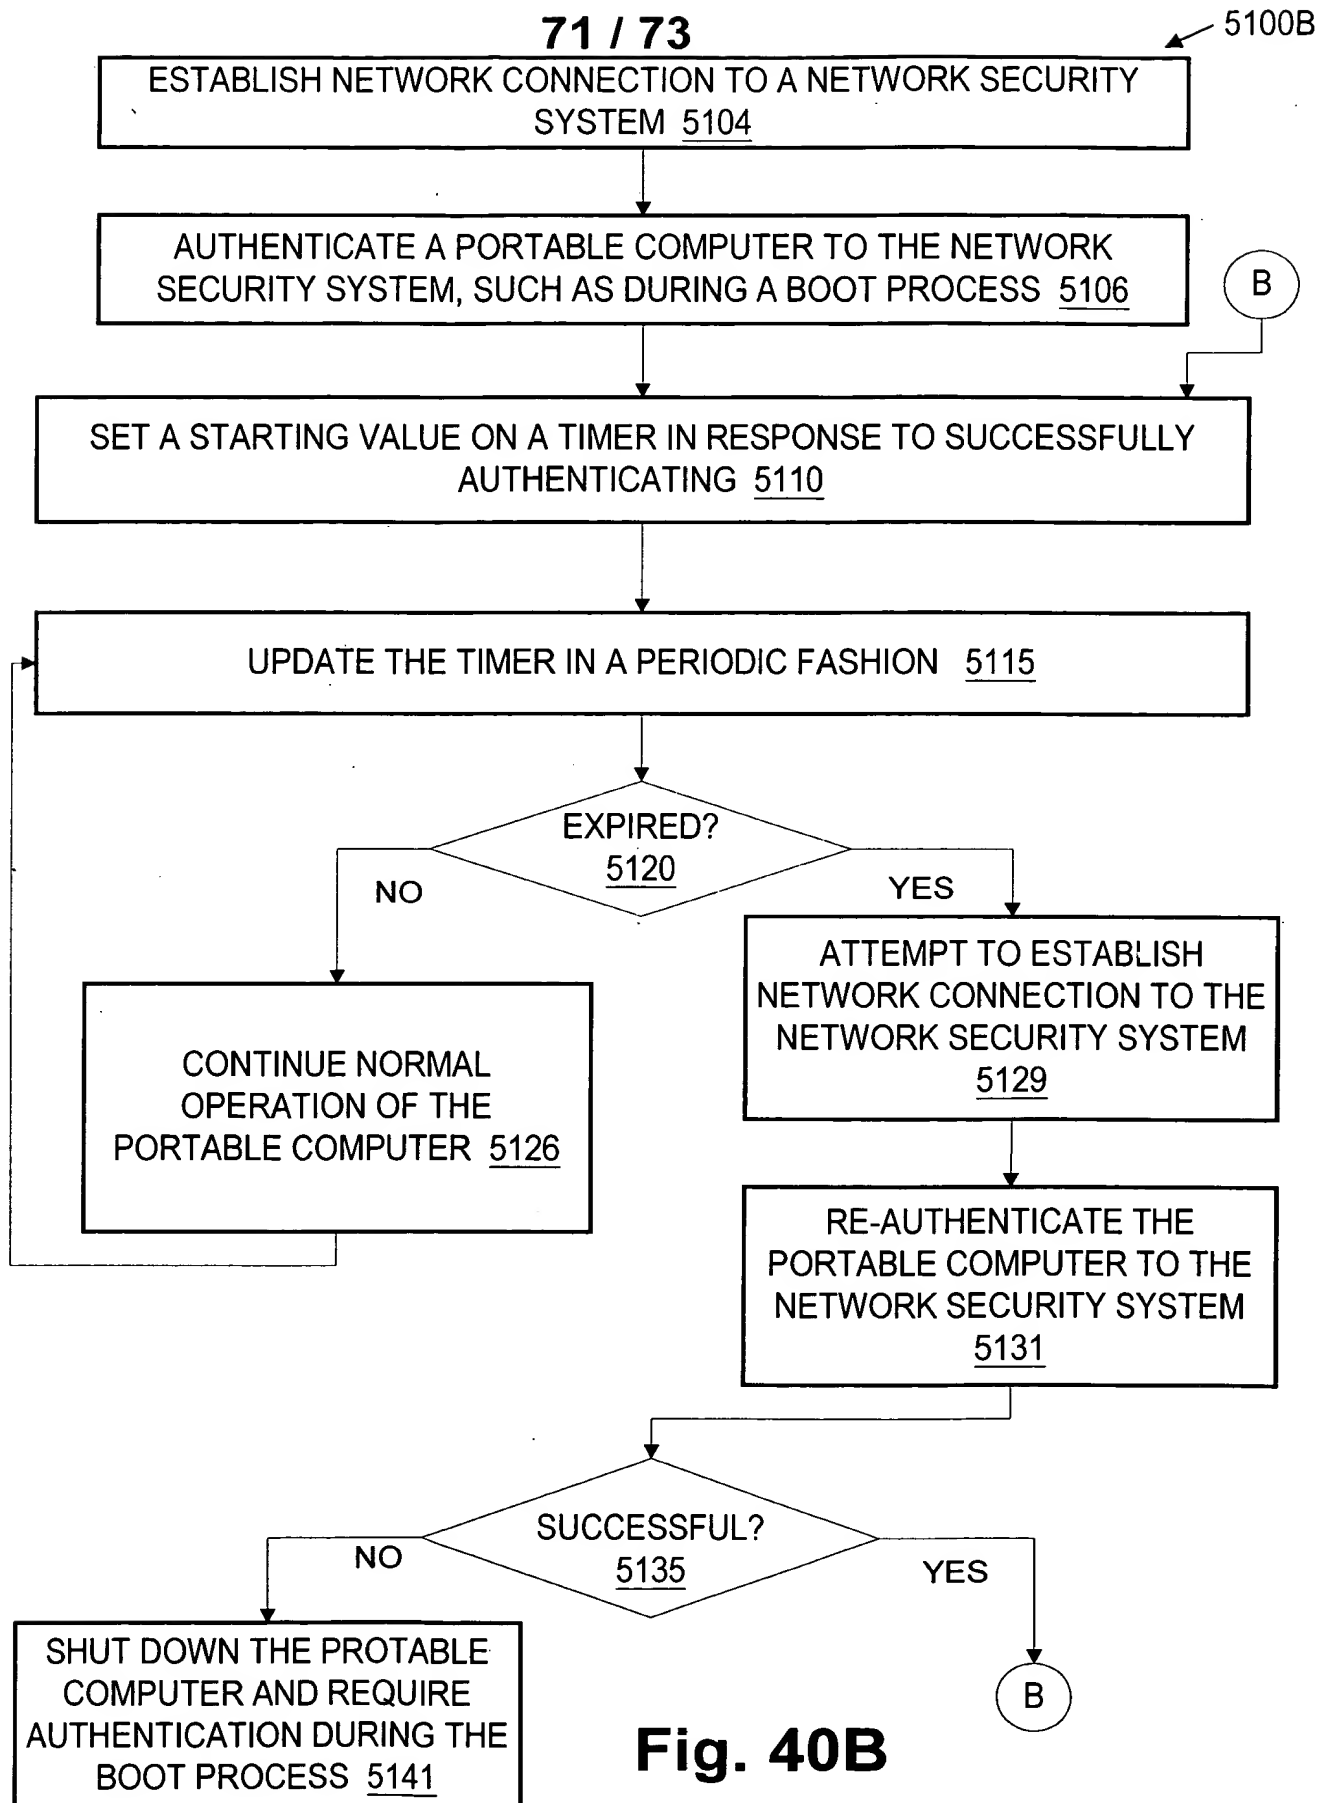 71 / 73
5100B
ESTABLISH NETWORK CONNECTION TO A NETWORK SECURITY
SYSTEM 5104
AUTHENTICATE A PORTABLE COMPUTER TO THE NETWORK
SECURITY SYSTEM, SUCH AS DURING A BOOT PROCESS 5106
B
SET A STARTING VALUE ON A TIMER IN RESPONSE TO SUCCESSFULLY
AUTHENTICATING 5110
UPDATE THE TIMER IN A PERIODIC FASHION 5115
EXPIRED?
5120
NO
YES
CONTINUE NORMAL
OPERATION OF THE
PORTABLE COMPUTER 5126
ATTEMPT TO ESTABLISH
NETWORK CONNECTION TO THE
NETWORK SECURITY SYSTEM
5129
RE-AUTHENTICATE THE
PORTABLE COMPUTER TO THE
NETWORK SECURITY SYSTEM
5131
SUCCESSFUL?
5135
NO
YES
SHUT DOWN THE PROTABLE
COMPUTER AND REQUIRE
AUTHENTICATION DURING THE
BOOT PROCESS 5141
B
Fig. 40B